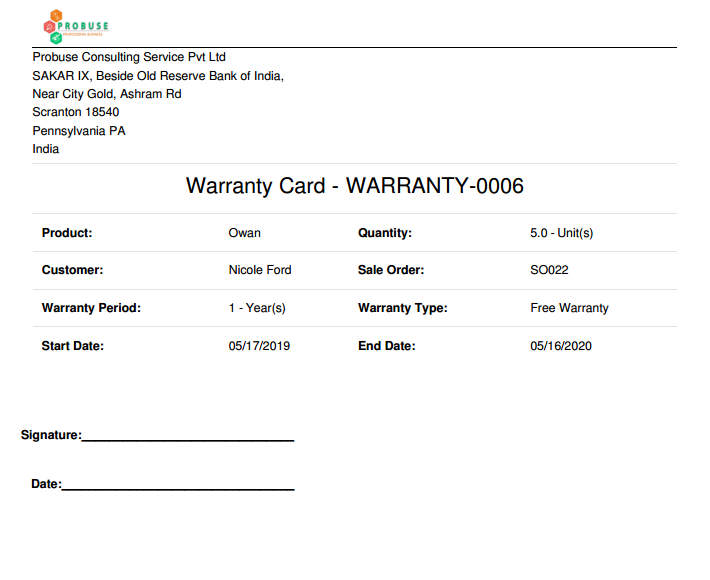 PROBUSE
Probuse Consulting Service Pvt Ltd
SAKAR IX, Beside Old Reserve Bank of India,
Near City Gold, Ashram Rd
Scranton 18540
Pennsylvania PA
India
Warranty Card - WARRANTY-0006
Product: Owan Quantity: 5.0 - Unit(s)
Customer: Nicole Ford Sale Order: SO022
Warranty Period: 1 - Year(s) Warranty Type: Free Warranty
Start Date: 05/17/2019 End Date: 05/16/2020
Signature:
Date: